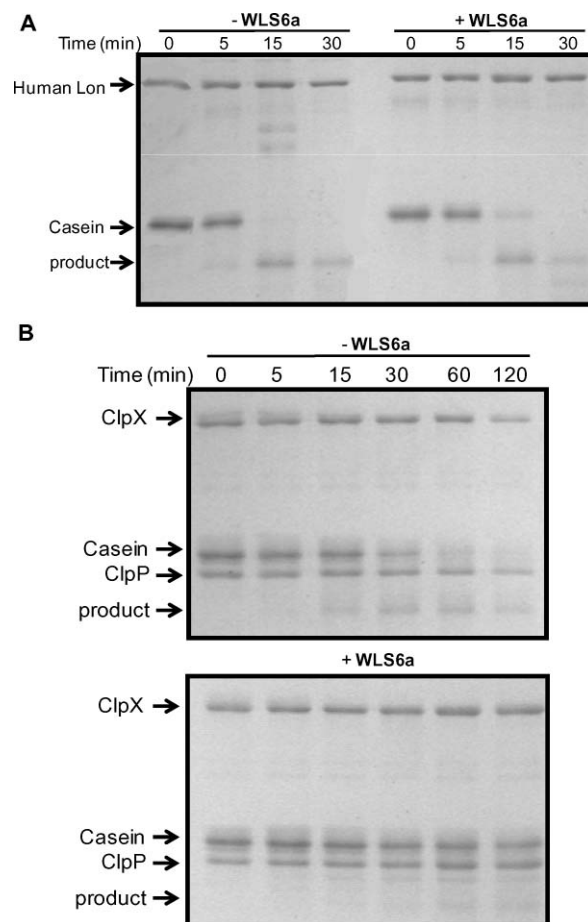 A
- WLS6a + WLS6a
Time (min) 0 5 15 30 0 5 15 30
Human Lon
Casein
product
B
- WLS6a
Time (min) 0 5 15 30 60 120
ClpX
Casein
ClpP
product
+ WLS6a
ClpX
Casein
ClpP
product